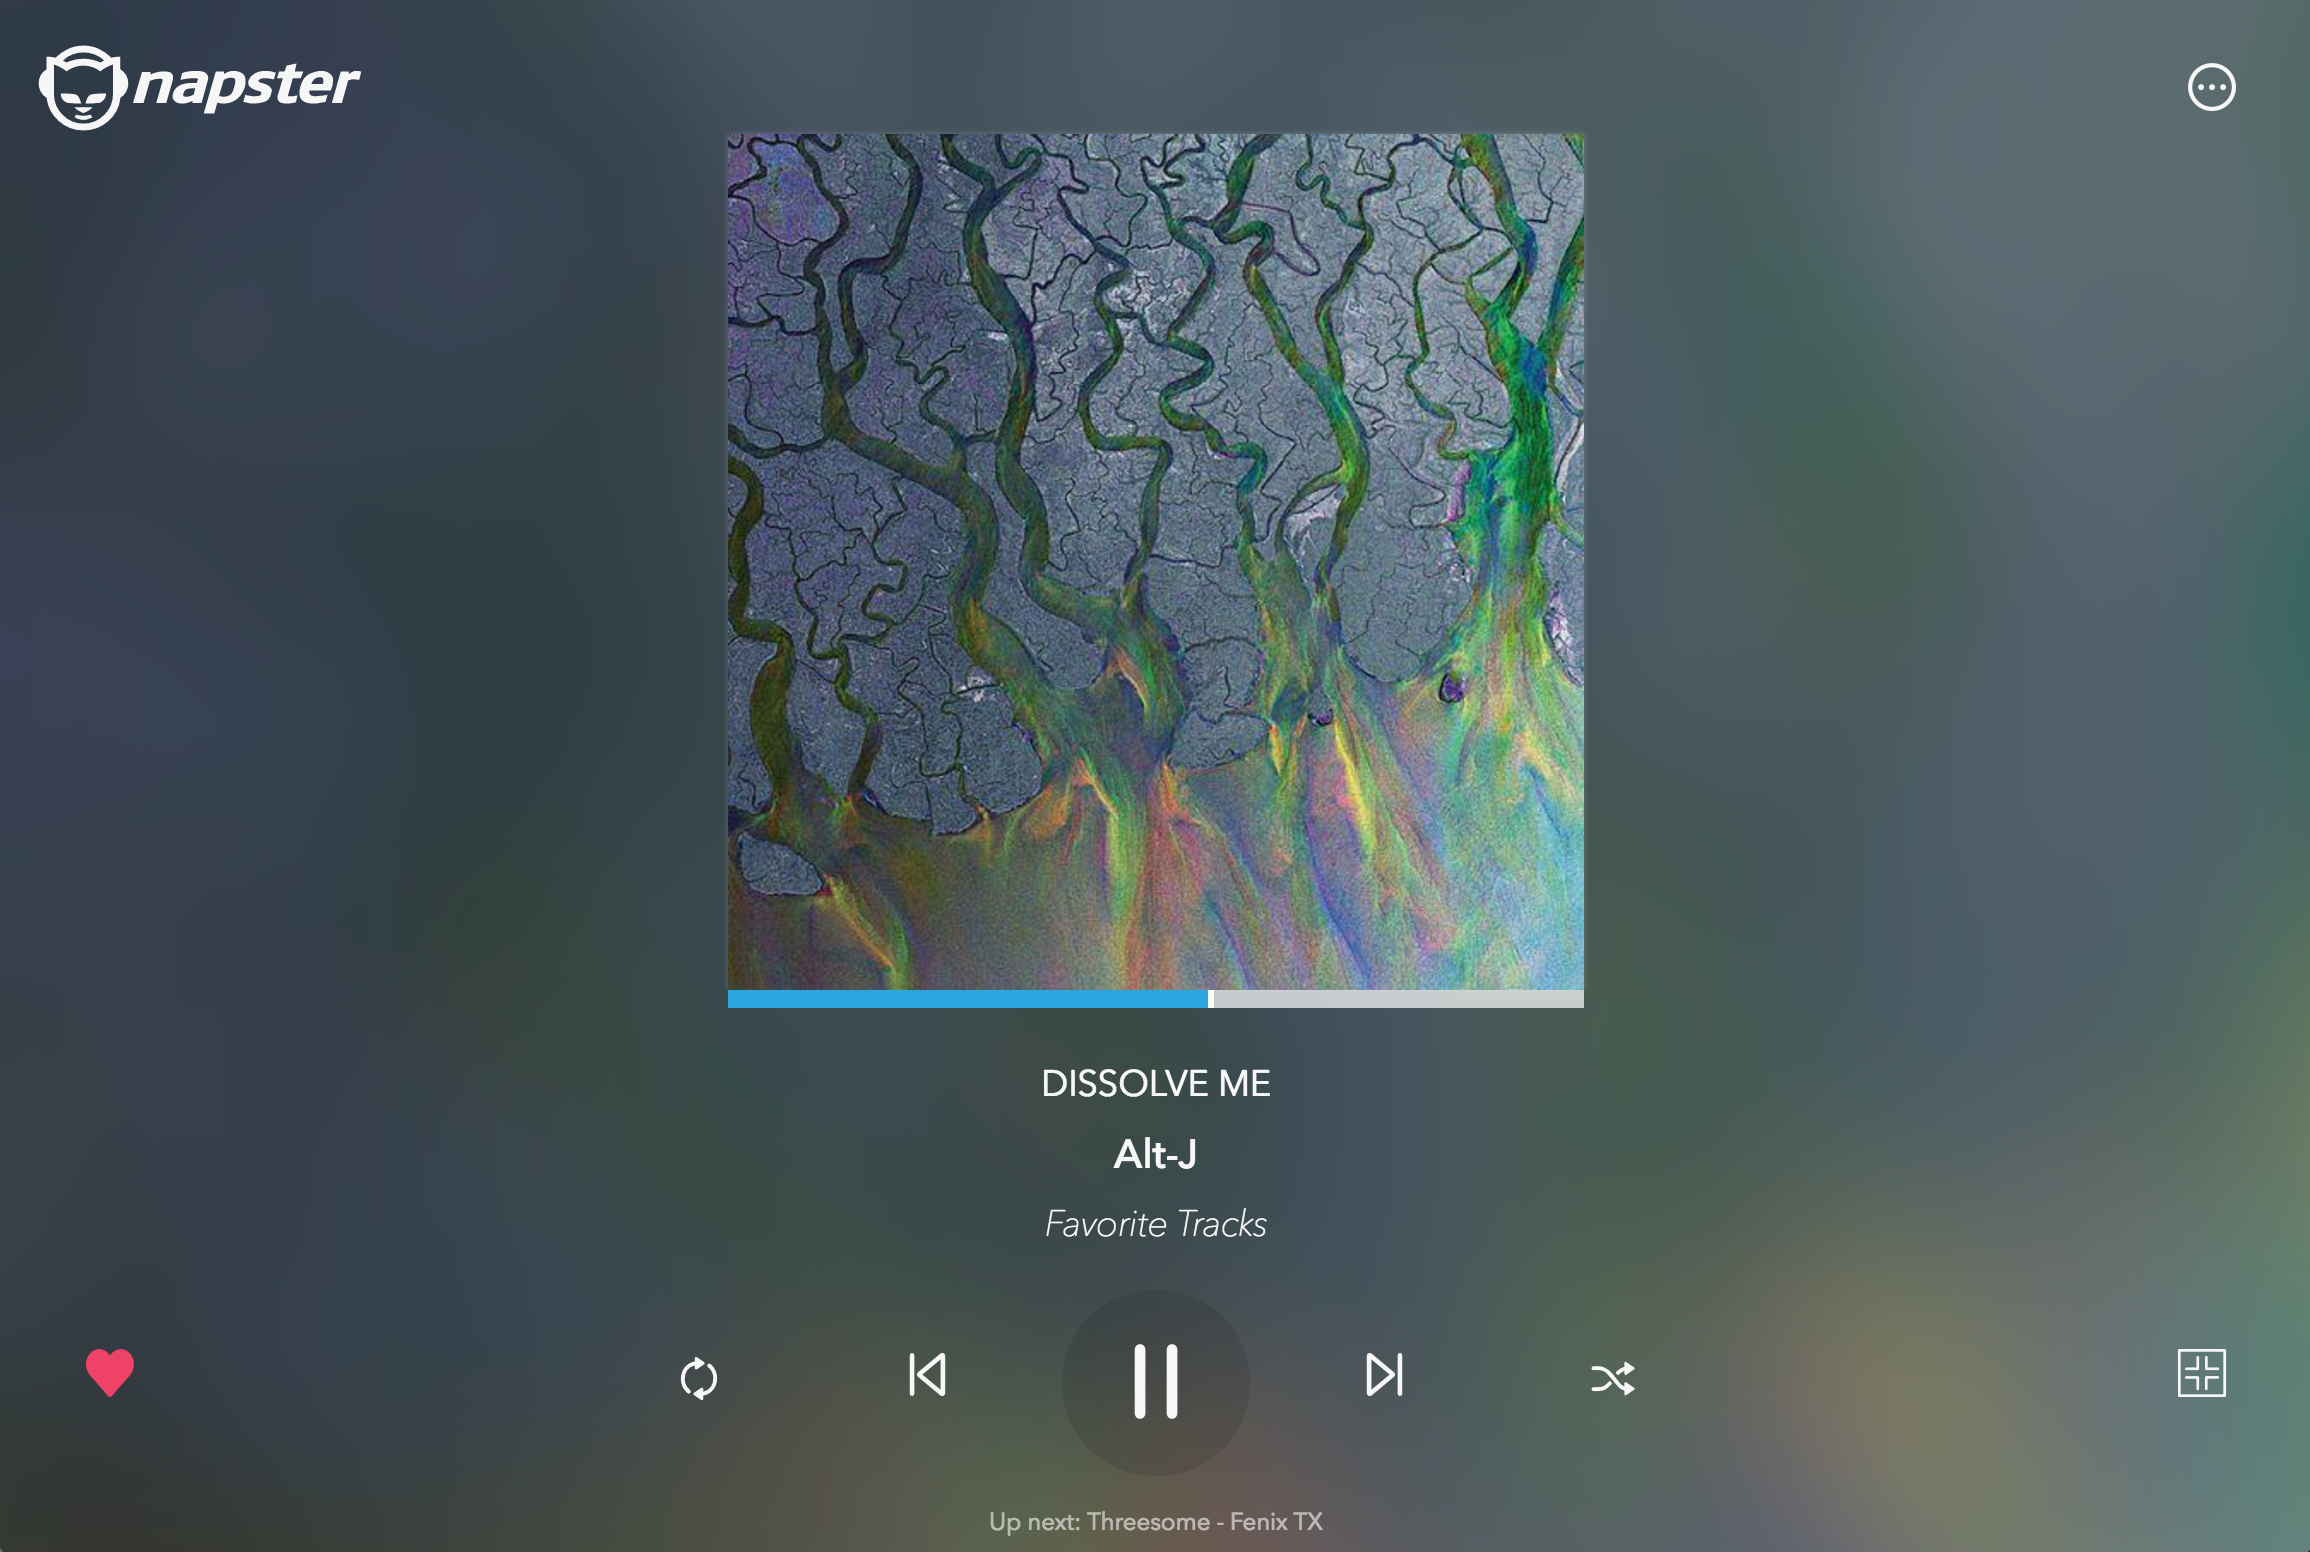 napster
DISSOLVE ME
Alt-J
Favorite Tracks
Up next: Threesome - Fenix TX